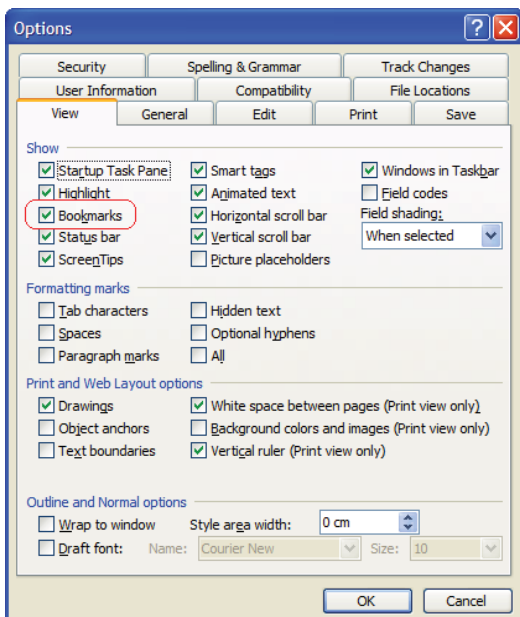 Options
Security Spelling & Grammar Track Changes
User Information Compatibility File Locations
View General Edit Print Save
Show
Startup Task Pane Smart tags Windows in Taskbar
Highlight Animated text Field codes
Bookmarks Horizontal scroll bar Field shading:
Status bar Vertical scroll bar When selected
ScreenTips Picture placeholders
Formatting marks
Tab characters Hidden text
Spaces Optional hyphens
Paragraph marks All
Print and Web Layout options
Drawings White space between pages (Print view only)
Object anchors Background colors and images (Print view only)
Text boundaries Vertical ruler (Print view only)
Outline and Normal options
Wrap to window Style area width: 0 cm
Draft font: Name: Courier New Size: 10
OK Cancel